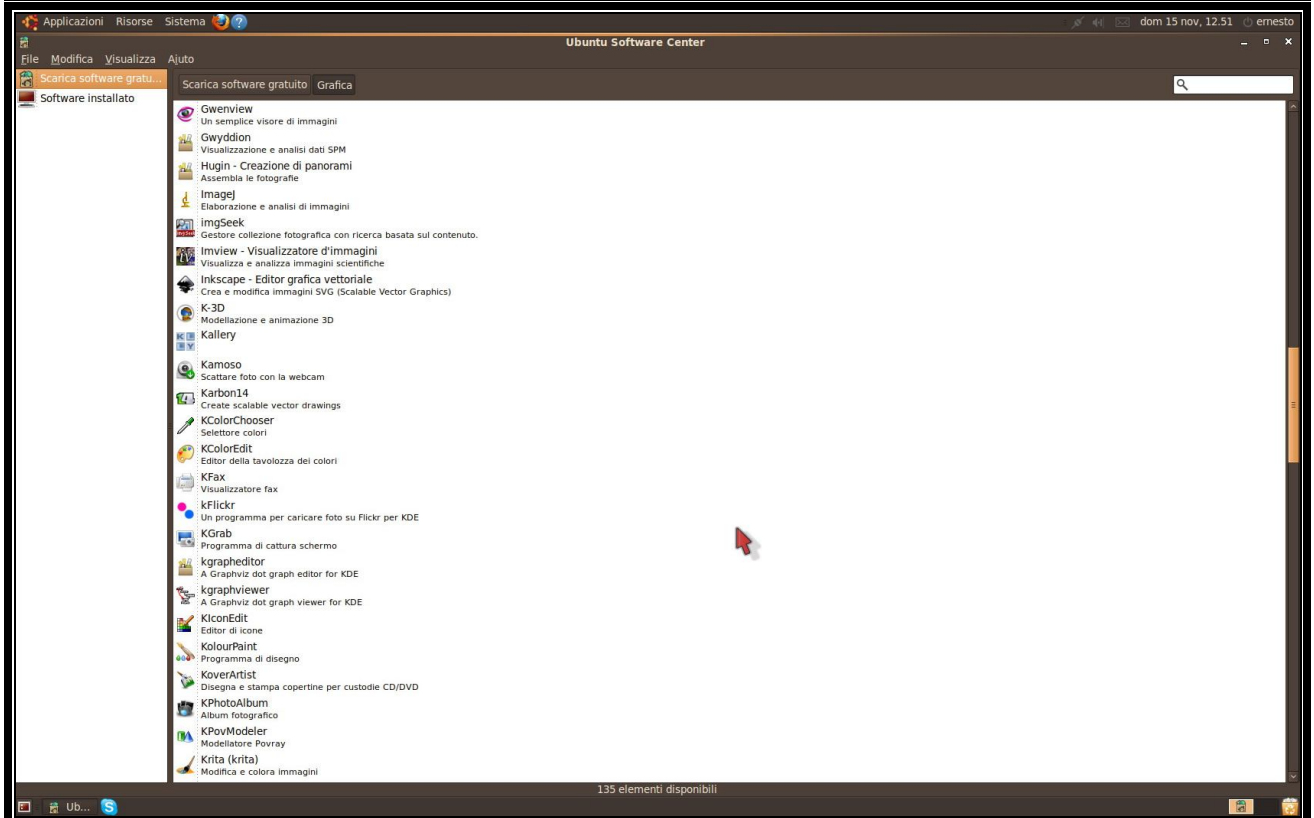 Applicazioni Risorse Sistema
dom 15 nov, 12.51 ernesto
Ubuntu Software Center
File Modifica Visualizza Ajuto
Scarica software gratu...
Software installato
Scarica software gratuito Grafica
Gwenview
Un semplice visore di immagini
Gwyddion
Visualizzazione e analisi dati SPM
Hugin - Creazione di panorami
Assembla le fotografie
ImageJ
Elaborazione e analisi di immagini
imgSeek
Gestore collezione fotografica con ricerca basata sul contenuto.
Imview - Visualizzatore d'immagini
Visualizza e analizza immagini scientifiche
Inkscape - Editor grafica vettoriale
Crea e modifica immagini SVG (Scalable Vector Graphics)
K-3D
Modellazione e animazione 3D
Kallery
Kamoso
Scattare foto con la webcam
Karbon14
Create scalable vector drawings
KColorChooser
Selettore colori
KColorEdit
Editor della tavolozza dei colori
KFax
Visualizzatore fax
kFlickr
Un programma per caricare foto su Flickr per KDE
KGrab
Programma di cattura schermo
kgrapheditor
A Graphviz dot graph editor for KDE
kgraphviewer
A Graphviz dot graph viewer for KDE
KIconEdit
Editor di icone
KolourPaint
Programma di disegno
KoverArtist
Disegna e stampa copertine per custodie CD/DVD
KPhotoAlbum
Album fotografico
KPovModeler
Modellatore Povray
Krita (krita)
Modifica e colora immagini
135 elementi disponibili
Ub...